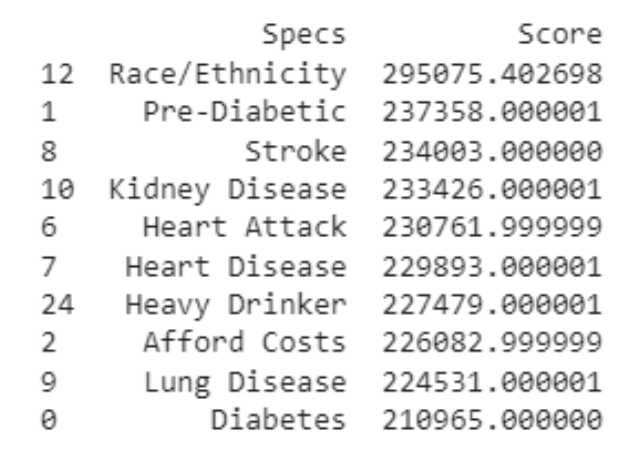 Specs Score
12 Race/Ethnicity 295075.402698
1 Pre-Diabetic 237358.000001
8 Stroke 234003.000000
10 Kidney Disease 233426.000001
6 Heart Attack 230761.999999
7 Heart Disease 229893.000001
24 Heavy Drinker 227479.000001
2 Afford Costs 226082.999999
9 Lung Disease 224531.000001
0 Diabetes 210965.000000